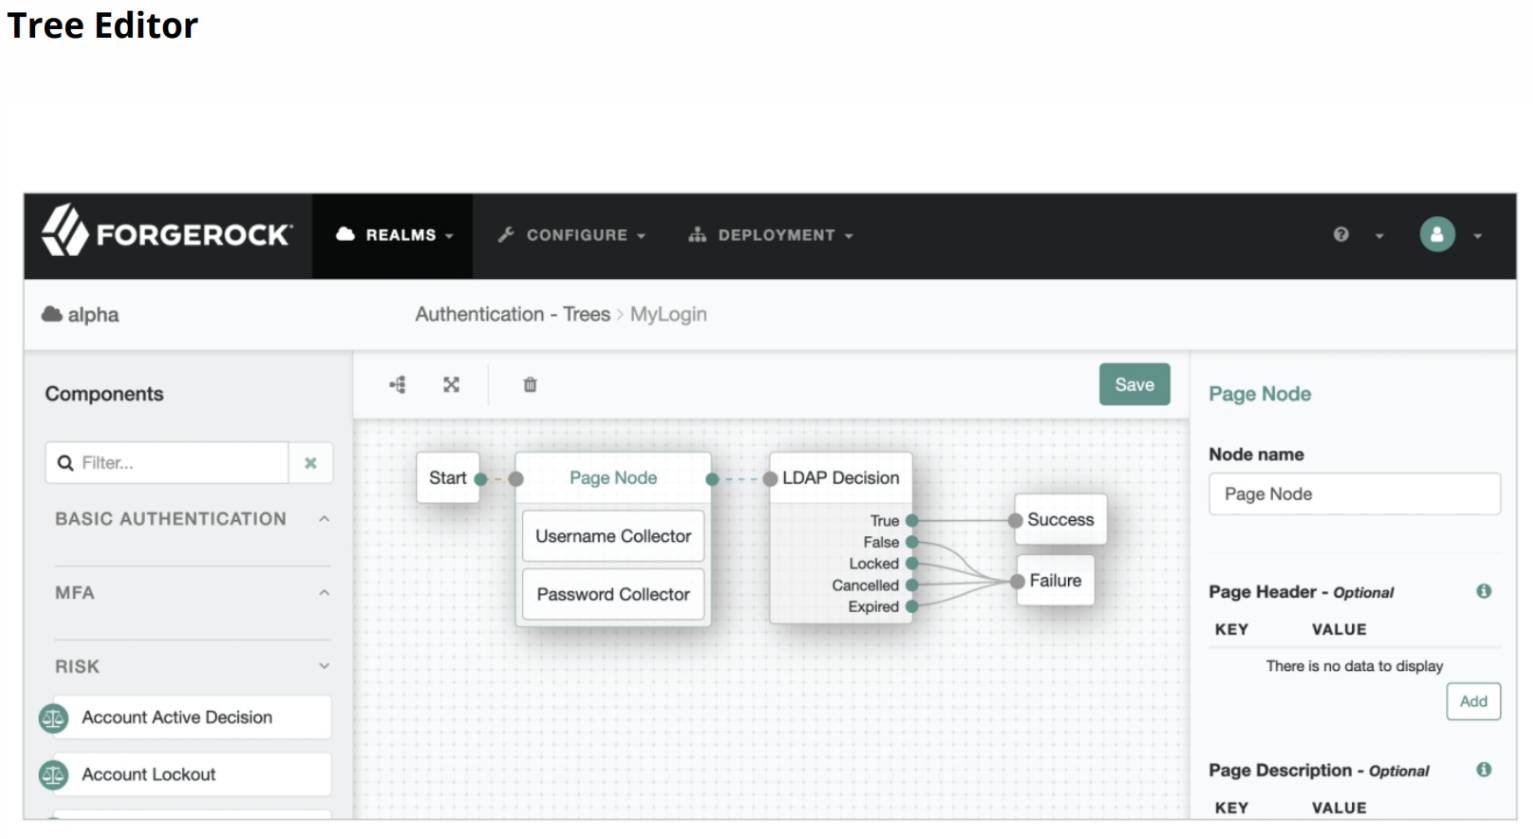 Tree Editor
FORGEROCK
REALMS
CONFIGURE
DEPLOYMENT
alpha
Authentication - Trees > MyLogin
Components
Filter...
BASIC AUTHENTICATION
MFA
RISK
Account Active Decision
Account Lockout
Save
Start
Page Node
Username Collector
Password Collector
LDAP Decision
True
False
Locked
Cancelled
Expired
Success
Failure
Page Node
Node name
Page Node
Page Header - Optional
KEY VALUE
There is no data to display
Add
Page Description - Optional
KEY VALUE